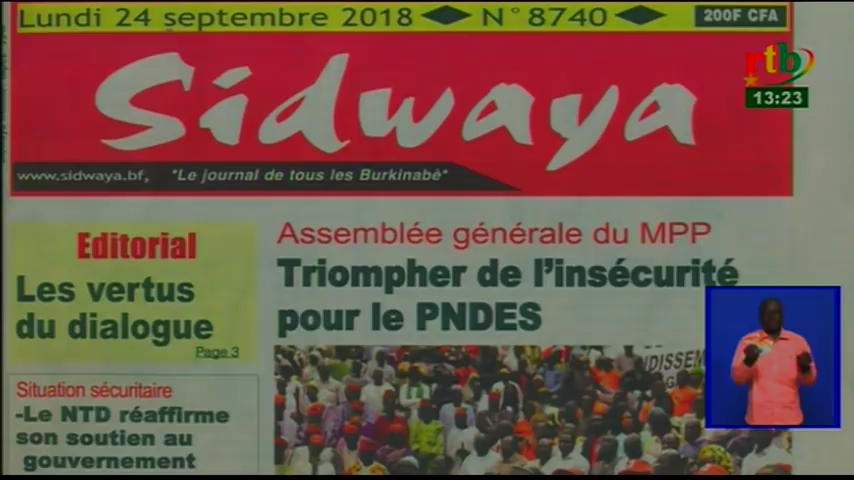 Lundi 24 septembre 2018 N°8740 200F CFA
rtb
13:23
Sidwaya
www.sidwaya.bf, "Le journal de tous les Burkinabè"
Editorial
Les vertus
du dialogue
Page 3
Situation sécuritaire
-Le NTD réaffirme
son soutien au
gouvernement
Assemblée générale du MPP
Triompher de l'insécurité
pour le PNDES
NDISSEM